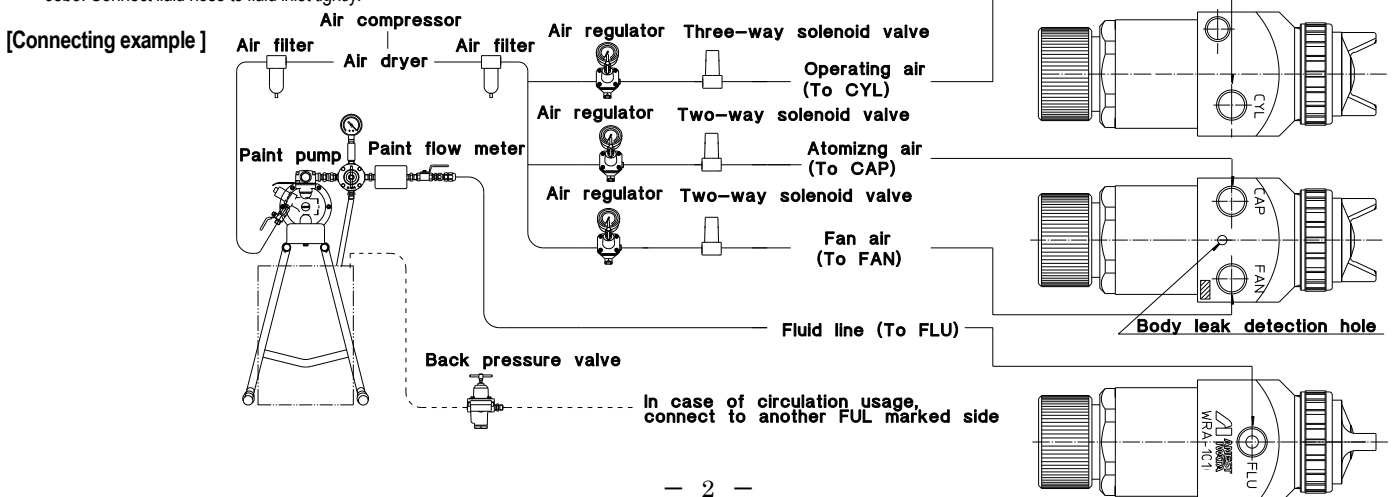 [Connecting example ]
Air compressor
Air filter
Air dryer
Air filter
Air regulator
Three-way solenoid valve
Operating air
(To CYL)
CYL
Air regulator
Two-way solenoid valve
Paint pump
Paint flow meter
Atomizng air
(To CAP)
CAP
Air regulator
Two-way solenoid valve
Fan air
(To FAN)
FAN
Body leak detection hole
Fluid line (To FLU)
Back pressure valve
In case of circulation usage,
connect to another FUL marked side
ANEST
IWATA
WRA-101
FLU
— 2 —